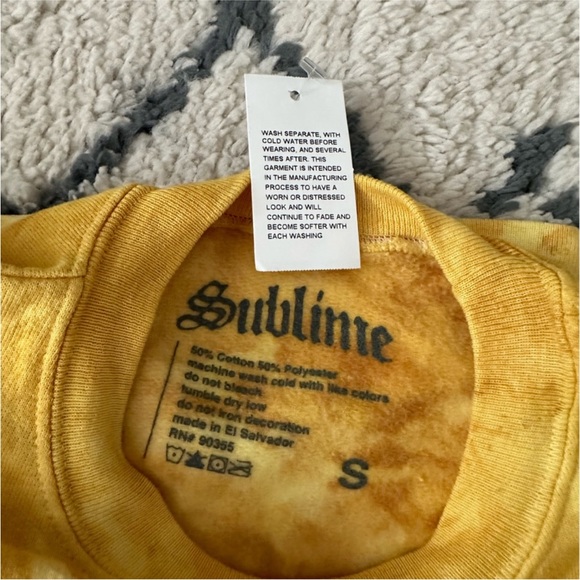 WASH SEPARATE, WITH
COLD WATER BEFORE
WEARING, AND SEVERAL
TIMES AFTER. THIS
GARMENT IS INTENDED
IN THE MANUFACTURING
PROCESS TO HAVE A
WORN OR DISTRESSED
LOOK AND WILL
CONTINUE TO FADE AND
BECOME SOFTER WITH
EACH WASHING
Sublime
50% Cotton 50% Polyester
machine wash cold with like colors
do not bleach
tumble dry low
do not iron decoration
made in El Salvador
RN# 90355
S